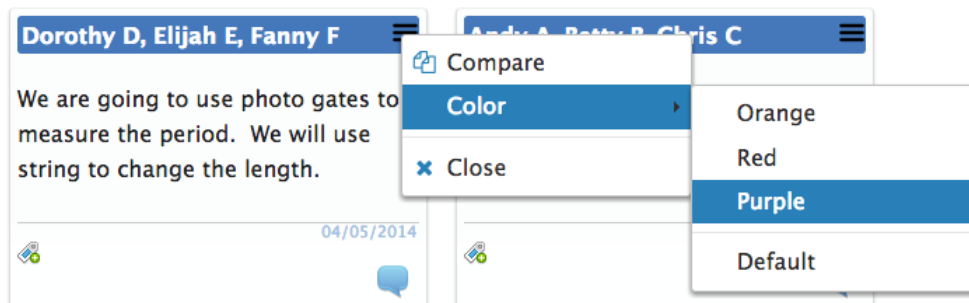 Dorothy D, Elijah E, Fanny F
We are going to use photo gates to
measure the period. We will use
string to change the length.
04/05/2014
Chris C
Compare
Color
Close
Orange
Red
Purple
Default